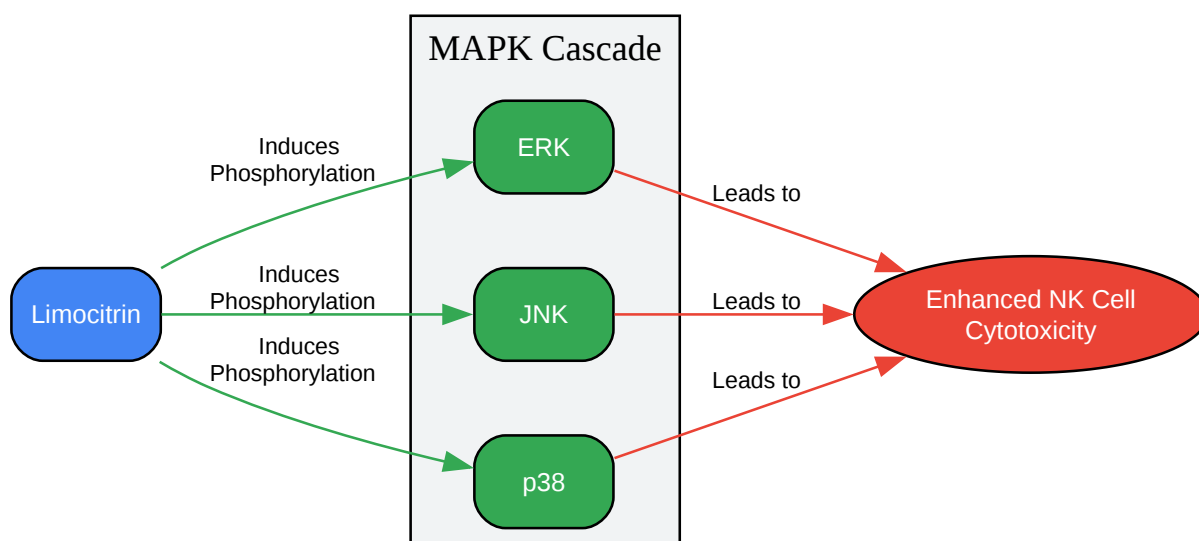 MAPK Cascade
Induces
Phosphorylation
ERK
Leads to
Limocitrin
Induces
Phosphorylation
JNK
Leads to
Enhanced NK Cell
Cytotoxicity
Induces
Phosphorylation
p38
Leads to